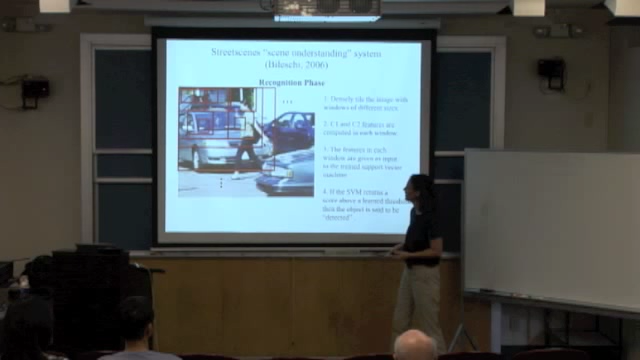 Streetscenes "scene understanding" system
(Bileschi, 2006)
Recognition Phase
1. Densely tile the image with
windows of different sizes
2. C1 and C2 features are
computed in each window.
3. The features in each
window are given as input
to the trained support vector
machine
4. If the SVM returns a
score above a learned threshold,
then the object is said to be
"detected".